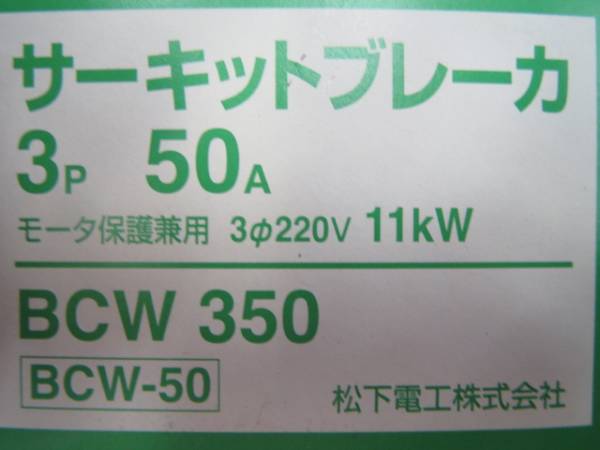 サーキットブレーカ
3P 50A
モータ保護兼用 3φ220V 11kW
BCW 350
BCW-50
松下電工株式会社